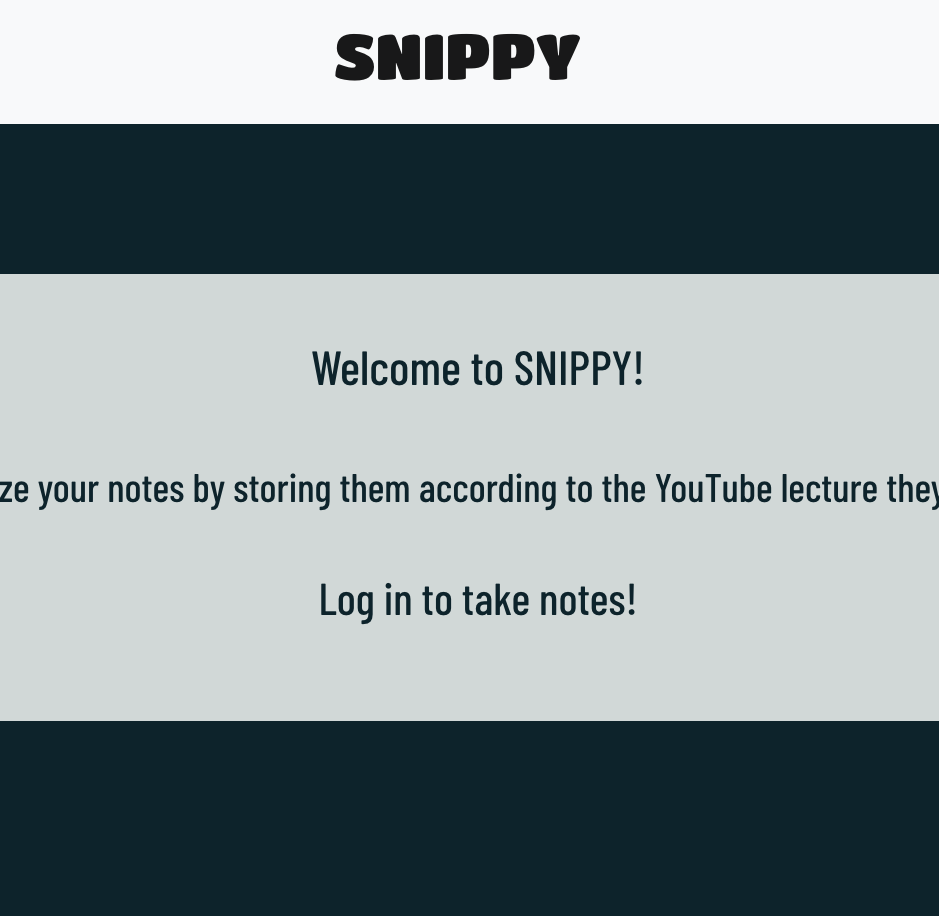 SNIPPY
Welcome to SNIPPY!
ze your notes by storing them according to the YouTube lecture they
Log in to take notes!